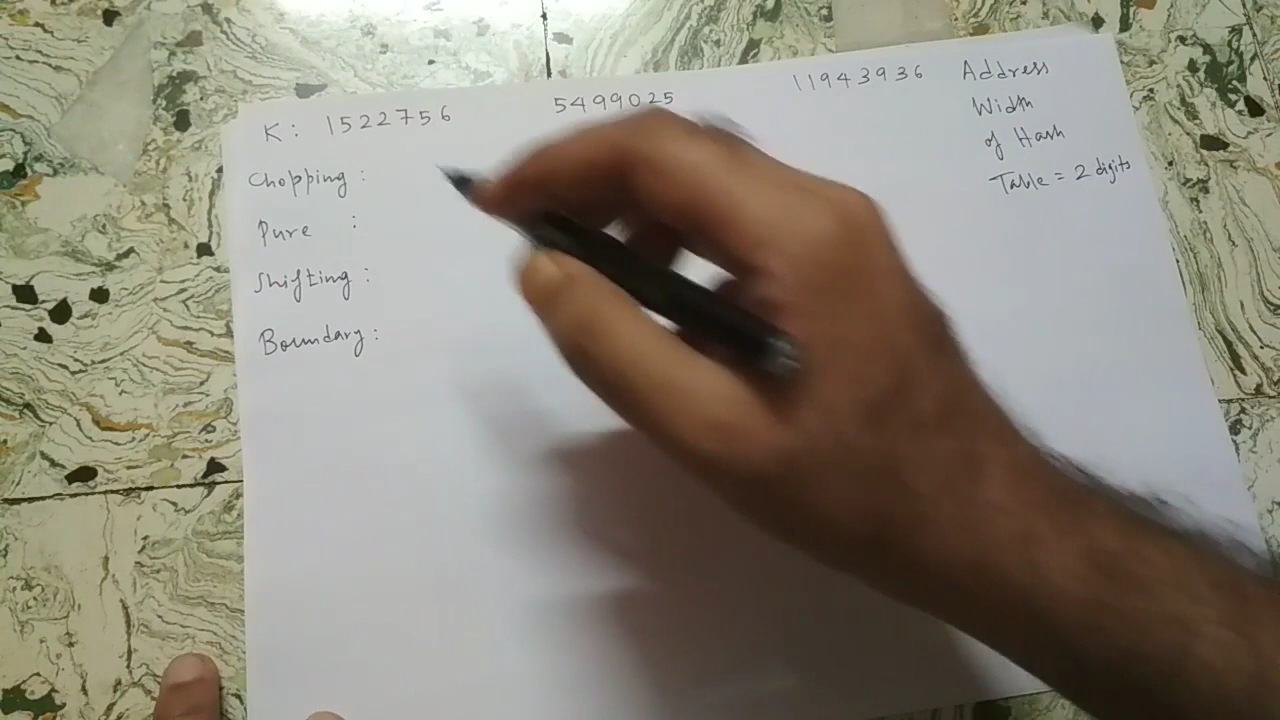 K: 1522756 5499025 11943936
Address
Width
of Hash
Table = 2 digits
Chopping :
Pure :
Shifting :
Boundary :